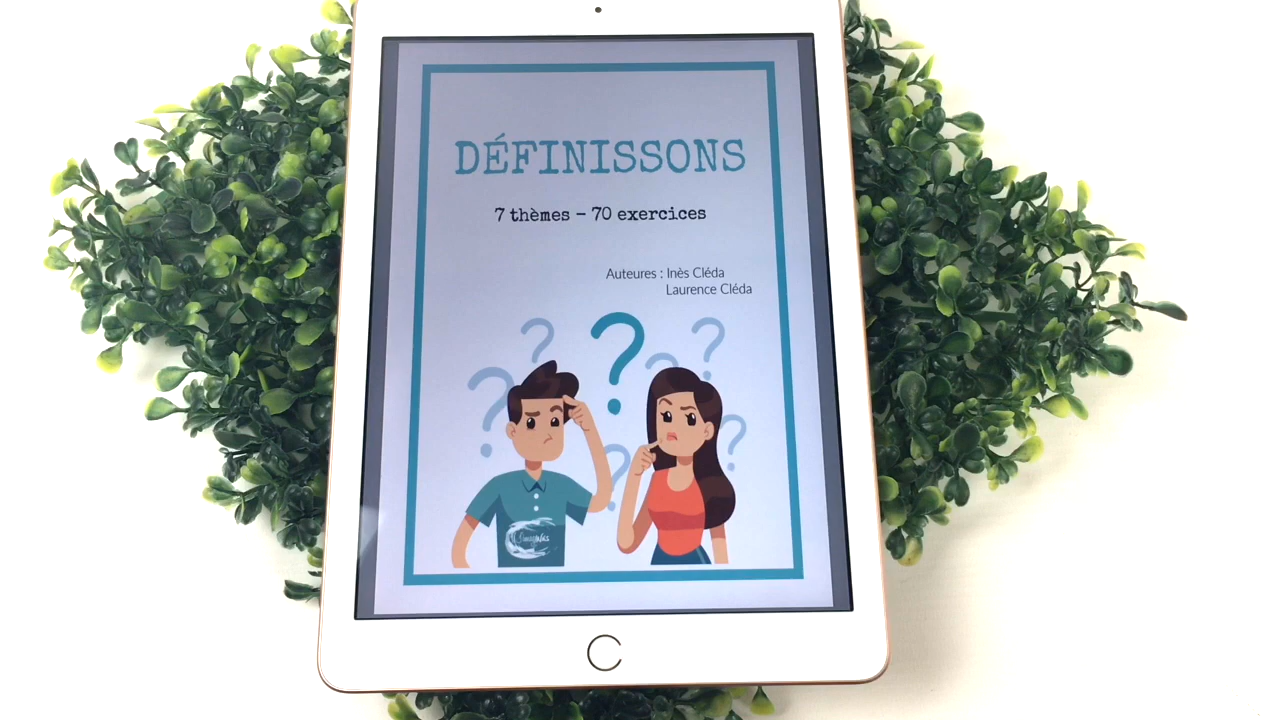 DÉFINISSONS
7 thèmes - 70 exercices
Auteures : Inès Cléda
Laurence Cléda